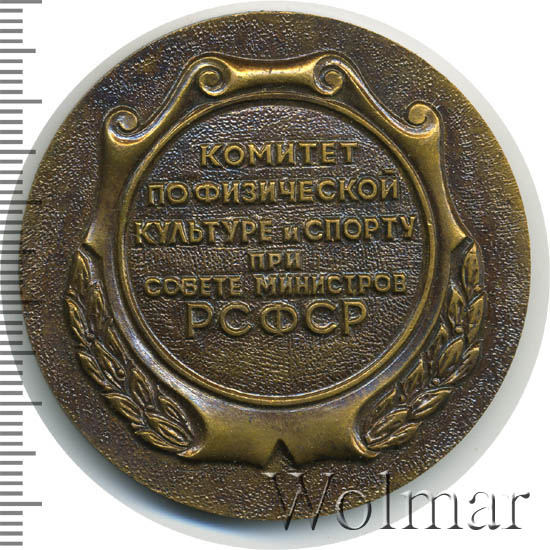 КОМИТЕТ
ПО ФИЗИЧЕСКОЙ
КУЛЬТУРЕ и СПОРТУ
ПРИ
СОВЕТЕ МИНИСТРОВ
РСФСР
Wolmar